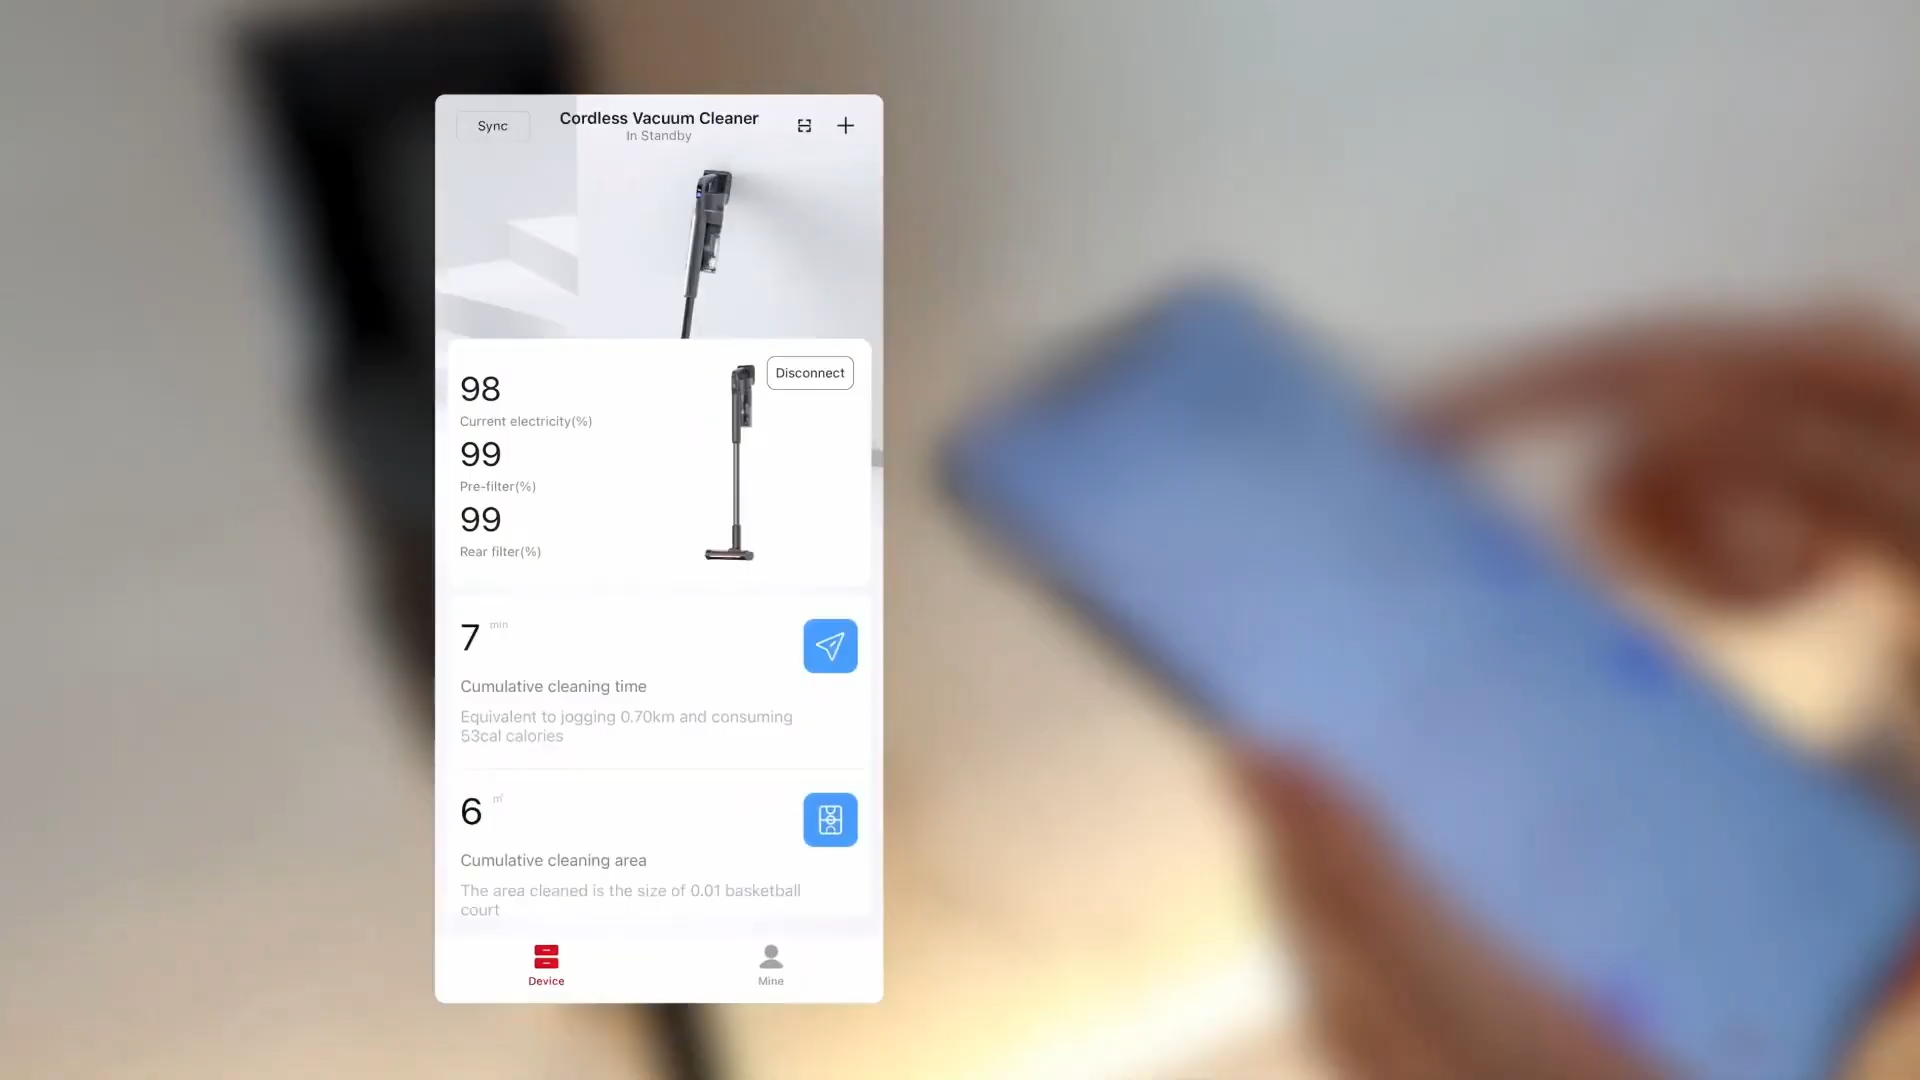 Sync
Cordless Vacuum Cleaner
In Standby
Disconnect
98
Current electricity(%)
99
Pre-filter(%)
99
Rear filter(%)
7 min
Cumulative cleaning time
Equivalent to jogging 0.70km and consuming
53cal calories
6 ㎡
Cumulative cleaning area
The area cleaned is the size of 0.01 basketball
court
Device
Mine